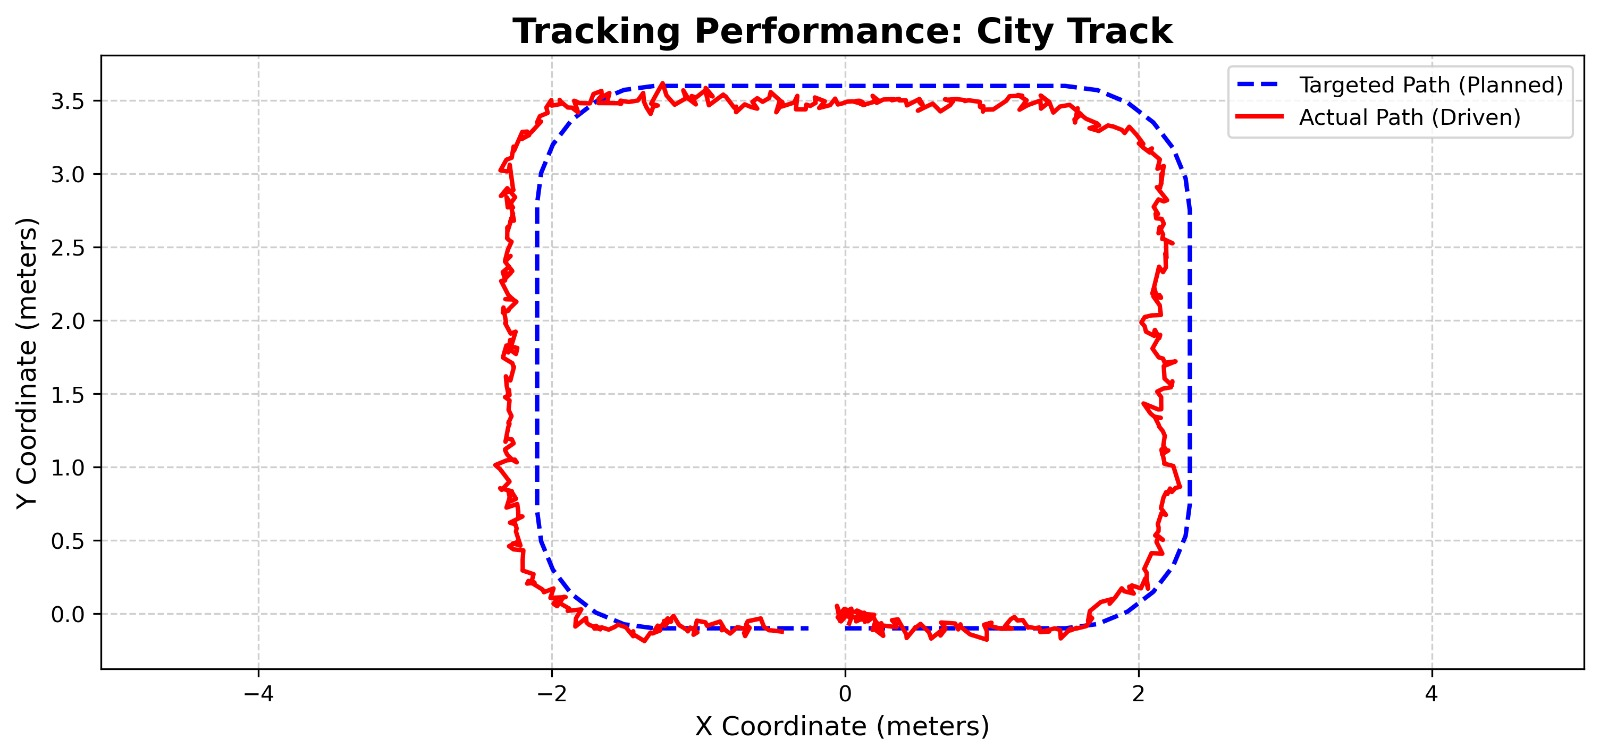 Tracking Performance: City Track
Targeted Path (Planned)
Actual Path (Driven)
Y Coordinate (meters)
3.5
3.0
2.5
2.0
1.5
1.0
0.5
0.0
−4
−2
0
2
4
X Coordinate (meters)